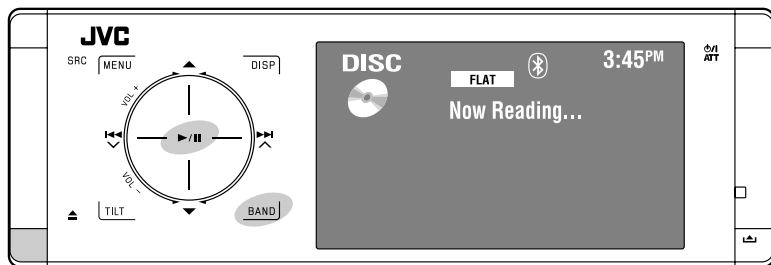 JVC
SRC
MENU
DISP
VOL +
VOL –
TILT
BAND
DISC
FLAT
3:45PM
Now Reading...
/I
ATT